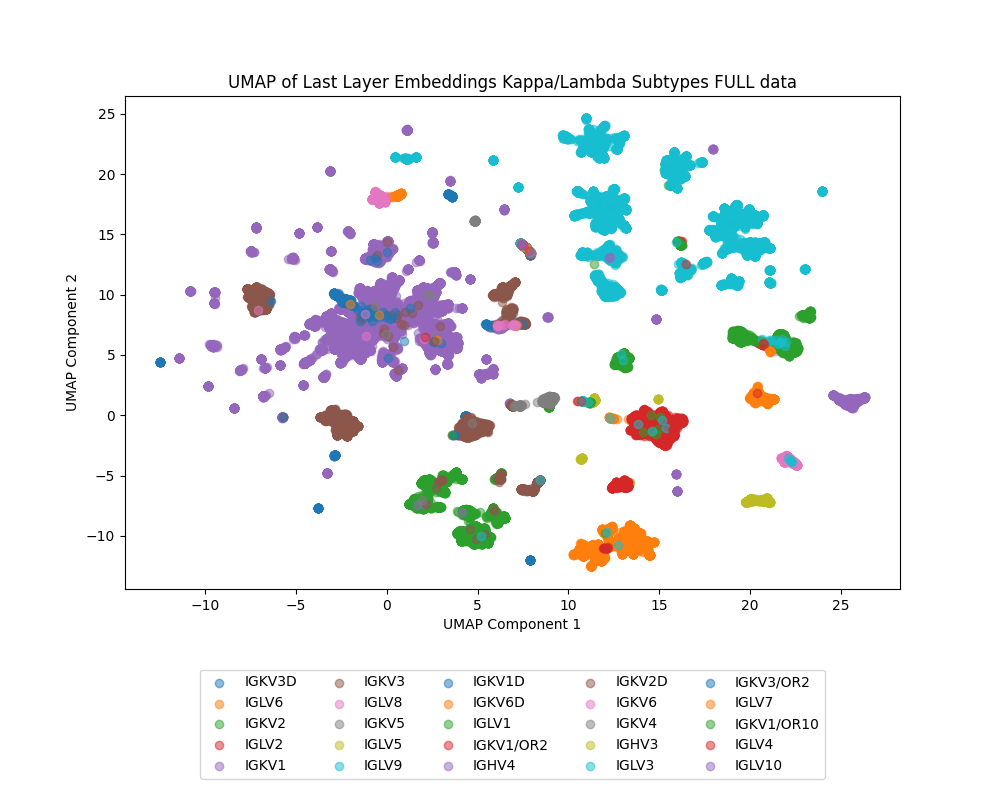 UMAP of Last Layer Embeddings Kappa/Lambda Subtypes FULL data
25
20
15
10
5
0
−5
−10
UMAP Component 2
−10 −5 0 5 10 15 20 25
UMAP Component 1
IGKV3D IGKV3 IGKV1D IGKV2D IGKV3/OR2
IGLV6 IGLV8 IGKV6D IGKV6 IGLV7
IGKV2 IGKV5 IGLV1 IGKV4 IGKV1/OR10
IGLV2 IGLV5 IGKV1/OR2 IGHV3 IGLV4
IGKV1 IGLV9 IGHV4 IGLV3 IGLV10